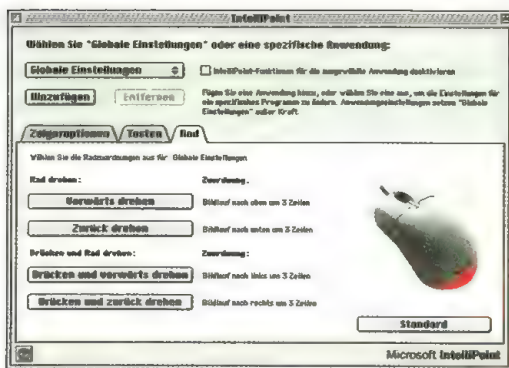 IntelliPoint
Wählen Sie "Globale Einstellungen" oder eine spezifische Anwendung:
Globale Einstellungen
IntelliPoint-Funktionen für die ausgewählte Anwendung deaktivieren
Hinzufügen
Entfernen
Fügen Sie eine Anwendung hinzu, oder wählen Sie eine aus, um die Einstellungen für
ein spezifisches Programm zu ändern. Anwendungseinstellungen setzen "Globale
Einstellungen" außer Kraft.
Zeigeroptionen
Tasten
Rad
Wählen Sie die Radzuordnungen aus für Globale Einstellungen
Rad drehen:
Zuordnung:
Vorwärts drehen
Bildlauf nach oben um 3 Zeilen
Zurück drehen
Bildlauf nach unten um 3 Zeilen
Drücken und Rad drehen:
Zuordnung:
Drücken und vorwärts drehen
Bildlauf nach links um 3 Zeilen
Drücken und zurück drehen
Bildlauf nach rechts um 3 Zeilen
Standard
Microsoft IntelliPoint